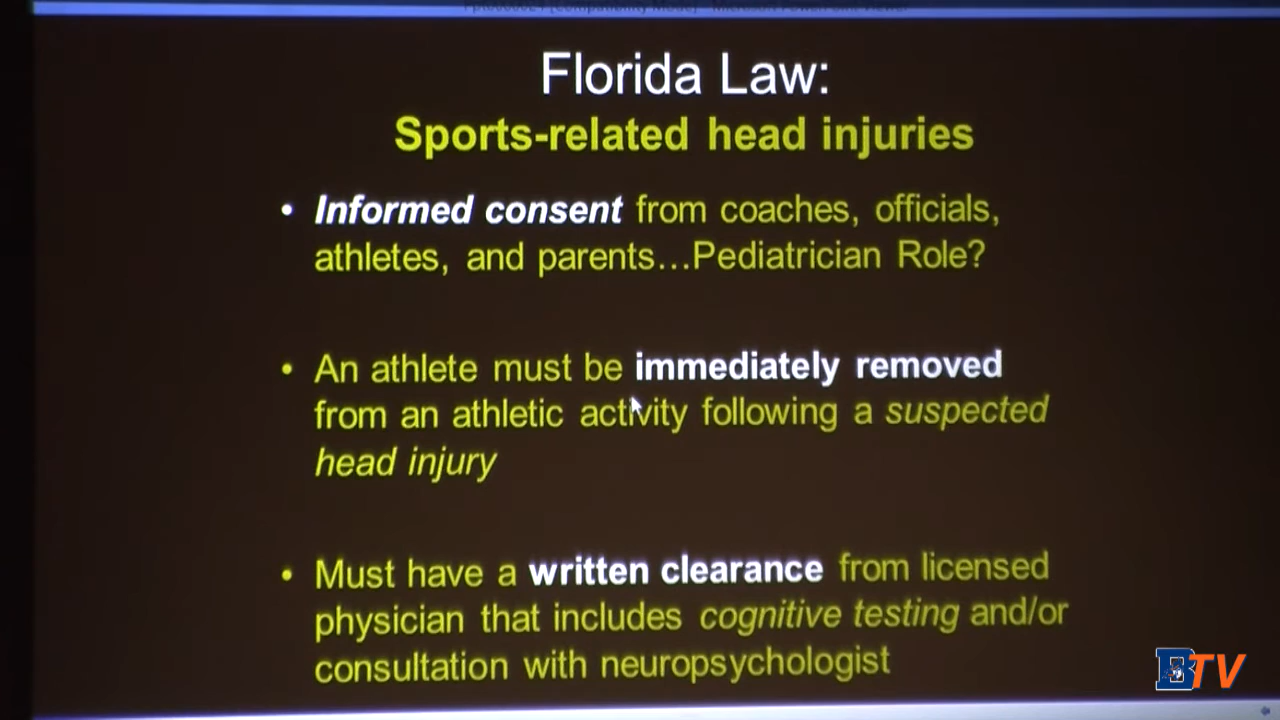 Florida Law:
Sports-related head injuries
• Informed consent from coaches, officials,
athletes, and parents...Pediatrician Role?
• An athlete must be immediately removed
from an athletic activity following a suspected
head injury
• Must have a written clearance from licensed
physician that includes cognitive testing and/or
consultation with neuropsychologist
BTV